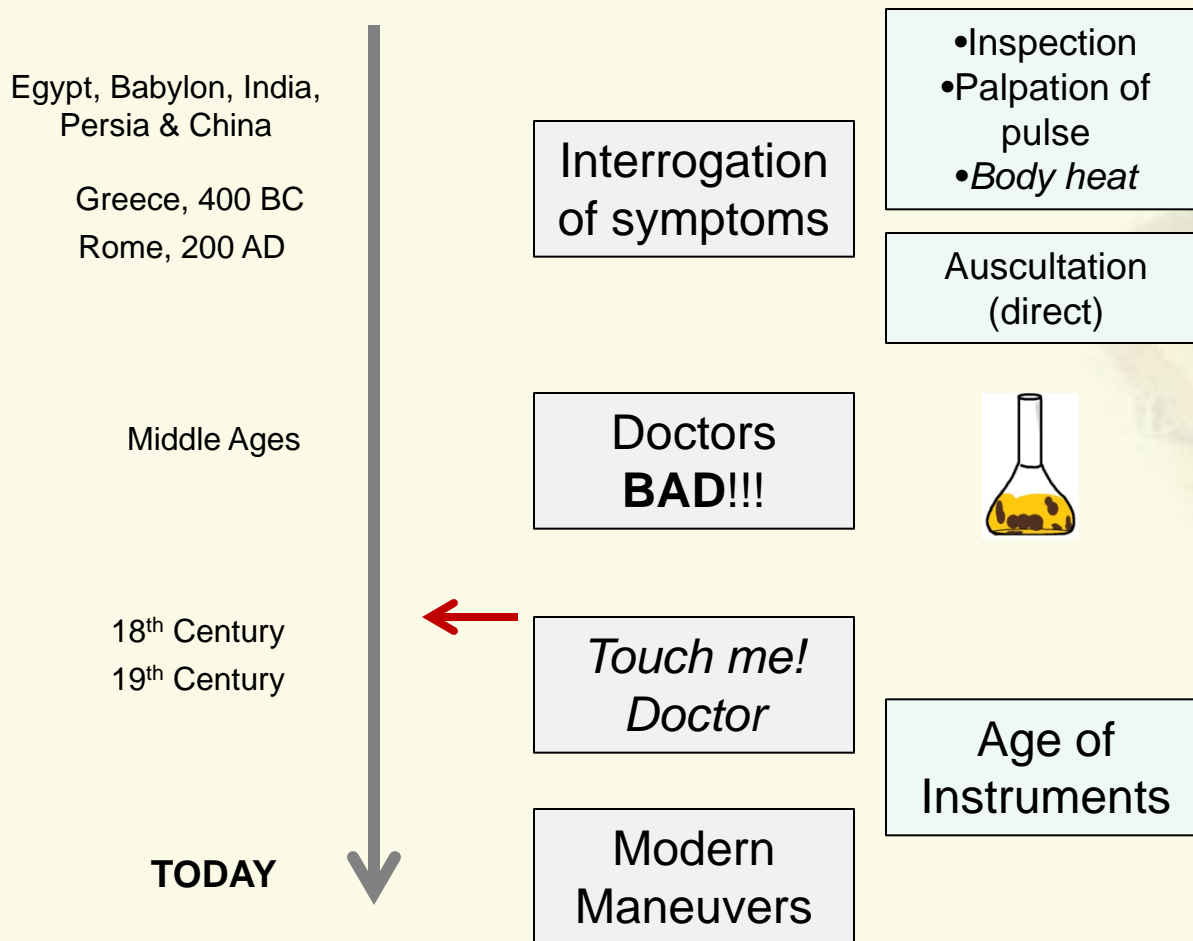 Egypt, Babylon, India,
Persia & China
Greece, 400 BC
Rome, 200 AD
Interrogation
of symptoms
•Inspection
•Palpation of
pulse
•Body heat
Auscultation
(direct)
Middle Ages
Doctors
BAD!!!
18th Century
19th Century
Touch me!
Doctor
Age of
Instruments
TODAY
Modern
Maneuvers